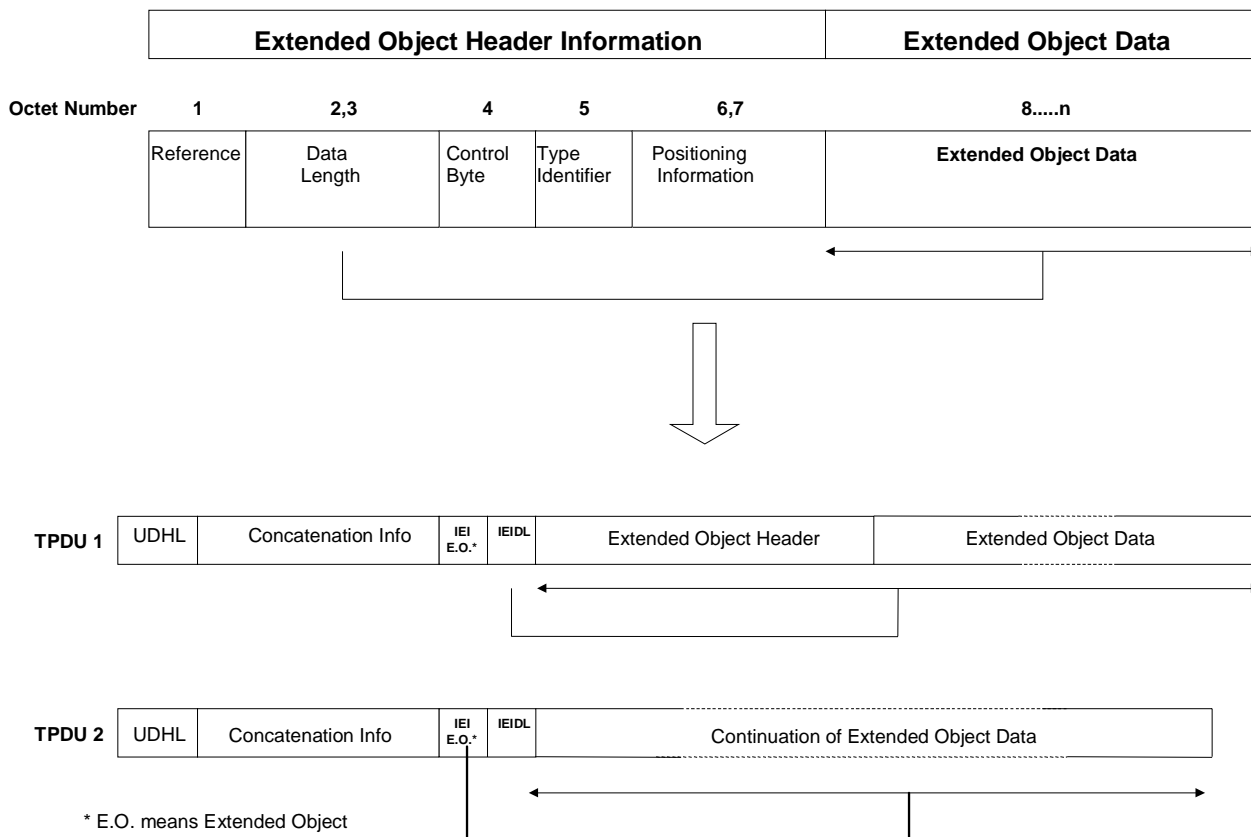 Extended Object Header Information Extended Object Data
Octet Number 1 2,3 4 5 6,7 8.....n
Reference Data Length Control Byte Type Identifier Positioning Information Extended Object Data
TPDU 1 UDHL Concatenation Info IEI E.O.* IEIDL Extended Object Header Extended Object Data
TPDU 2 UDHL Concatenation Info IEI E.O.* IEIDL Continuation of Extended Object Data
* E.O. means Extended Object